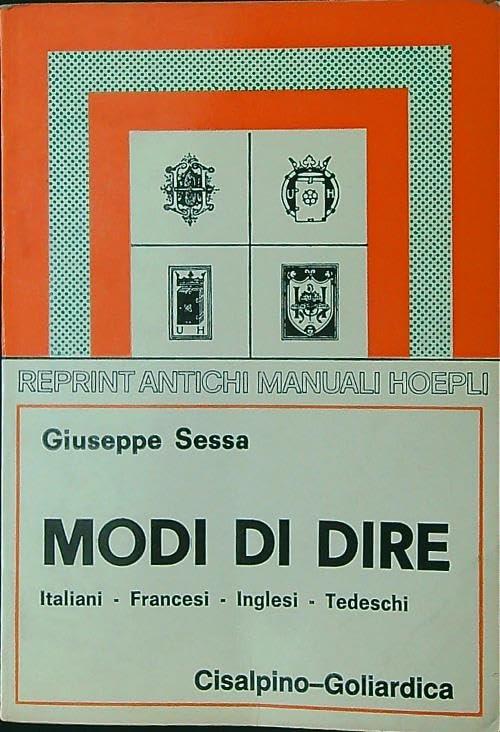 U H
U H
REPRINT ANTICHI MANUALI HOEPLI
Giuseppe Sessa
MODI DI DIRE
Italiani - Francesi - Inglesi - Tedeschi
Cisalpino-Goliardica